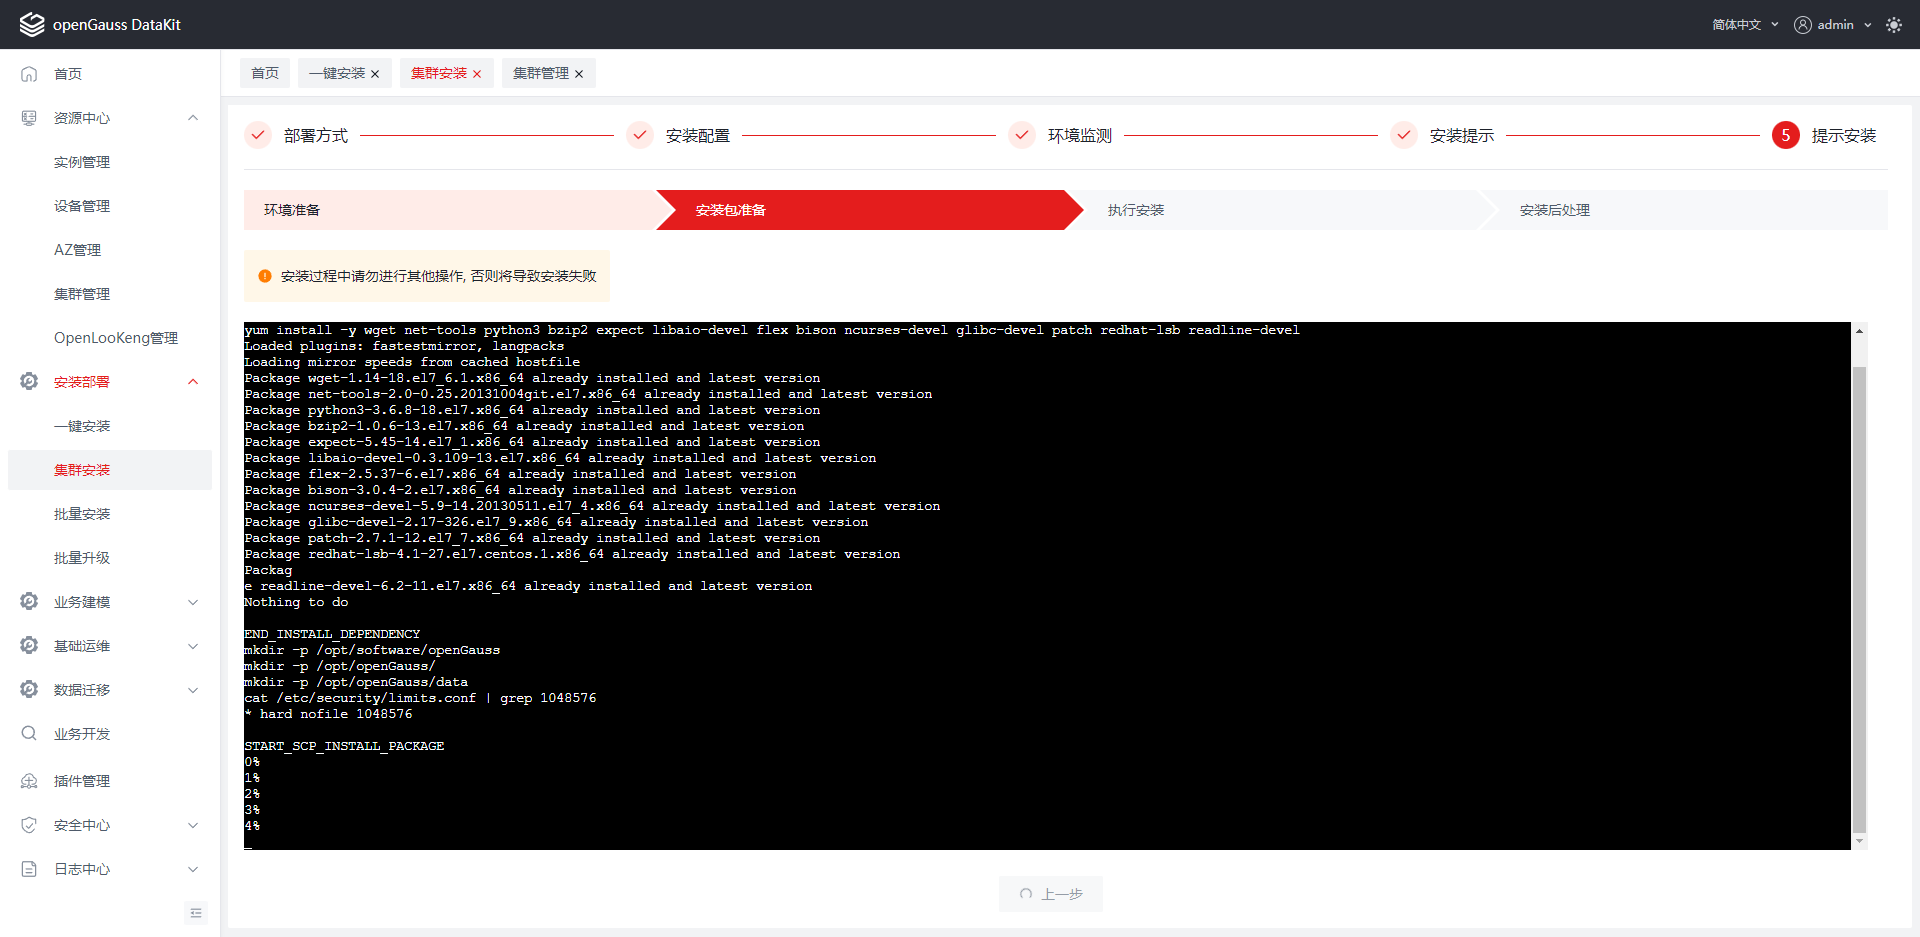 openGauss DataKit
简体中文
admin
首页
资源中心
实例管理
设备管理
AZ管理
集群管理
OpenLooKeng管理
安装部署
一键安装
集群安装
批量安装
批量升级
业务建模
基础运维
数据迁移
业务开发
插件管理
安全中心
日志中心
首页 一键安装 × 集群安装 × 集群管理 ×
部署方式 安装配置 环境监测 安装提示 5 提示安装
环境准备 安装包准备 执行安装 安装后处理
安装过程中请勿进行其他操作, 否则将导致安装失败
yum install -y wget net-tools python3 bzip2 expect libaio-devel flex bison ncurses-devel glibc-devel patch redhat-lsb readline-devel
Loaded plugins: fastestmirror, langpacks
Loading mirror speeds from cached hostfile
Package wget-1.14-18.el7_6.1.x86_64 already installed and latest version
Package net-tools-2.0-0.25.20131004git.el7.x86_64 already installed and latest version
Package python3-3.6.8-18.el7.x86_64 already installed and latest version
Package bzip2-1.0.6-13.el7.x86_64 already installed and latest version
Package expect-5.45-14.el7_1.x86_64 already installed and latest version
Package libaio-devel-0.3.109-13.el7.x86_64 already installed and latest version
Package flex-2.5.37-6.el7.x86_64 already installed and latest version
Package bison-3.0.4-2.el7.x86_64 already installed and latest version
Package ncurses-devel-5.9-14.20130511.el7_4.x86_64 already installed and latest version
Package glibc-devel-2.17-326.el7_9.x86_64 already installed and latest version
Package patch-2.7.1-12.el7_7.x86_64 already installed and latest version
Package redhat-lsb-4.1-27.el7.centos.1.x86_64 already installed and latest version
Packag
e readline-devel-6.2-11.el7.x86_64 already installed and latest version
Nothing to do
END_INSTALL_DEPENDENCY
mkdir -p /opt/software/openGauss
mkdir -p /opt/openGauss/
mkdir -p /opt/openGauss/data
cat /etc/security/limits.conf | grep 1048576
* hard nofile 1048576
START_SCP_INSTALL_PACKAGE
0%
1%
2%
3%
4%
上一步